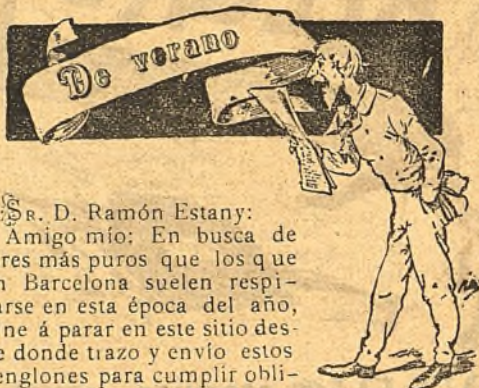 De verano
SR. D. Ramón Estany:
Amigo mío: En busca de
res más puros que los que
n Barcelona suelen respi-
arse en esta época del año,
ne á parar en este sitio des-
e donde trazo y envío estos
englones para cumplir obli-